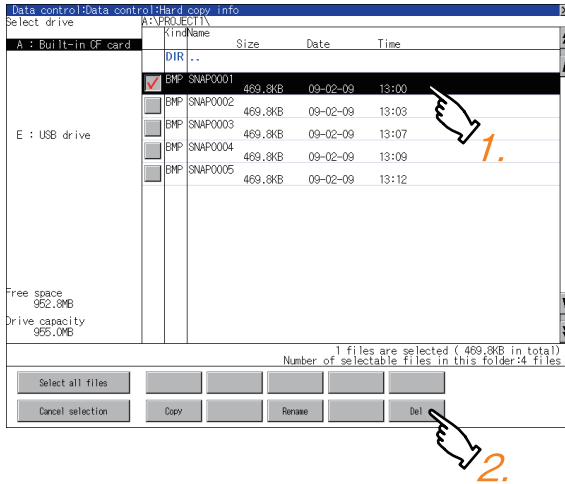 Data control:Data control:Hard copy info
Select drive
A:\PROJECT1\
A : Built-in CF card
E : USB drive
Kind Name Size Date Time
DIR ..
BMP SNAP0001 469.8KB 09-02-09 13:00
BMP SNAP0002 469.8KB 09-02-09 13:03
BMP SNAP0003 469.8KB 09-02-09 13:07
BMP SNAP0004 469.8KB 09-02-09 13:09
BMP SNAP0005 469.8KB 09-02-09 13:12
1.
Free space
952.8MB
Drive capacity
955.0MB
1 files are selected ( 469.8KB in total)
Number of selectable files in this folder:4 files
Select all files
Cancel selection Copy Rename Del
2.